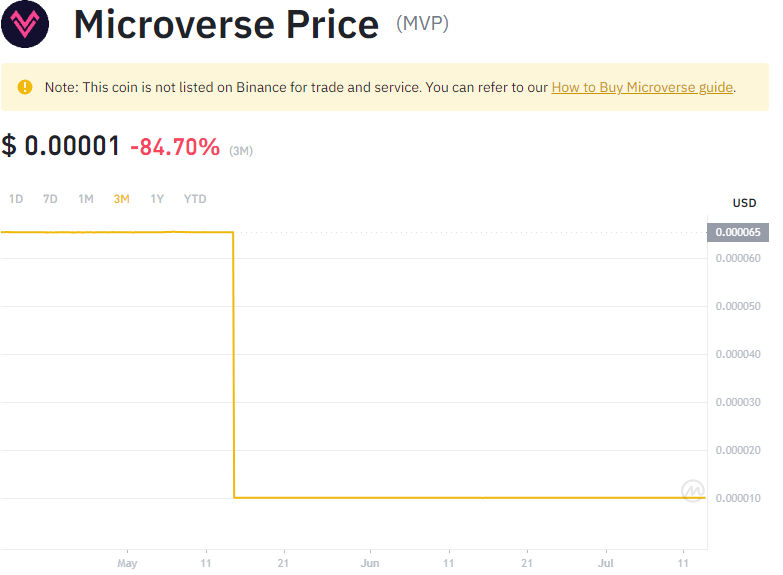 Microverse Price (MVP)
Note: This coin is not listed on Binance for trade and service. You can refer to our How to Buy Microverse guide.
$ 0.00001 -84.70% (3M)
1D 7D 1M 3M 1Y YTD
USD
0.000065
0.000060
0.000050
0.000040
0.000030
0.000020
0.000010
May 11 21 Jun 11 21 Jul 11